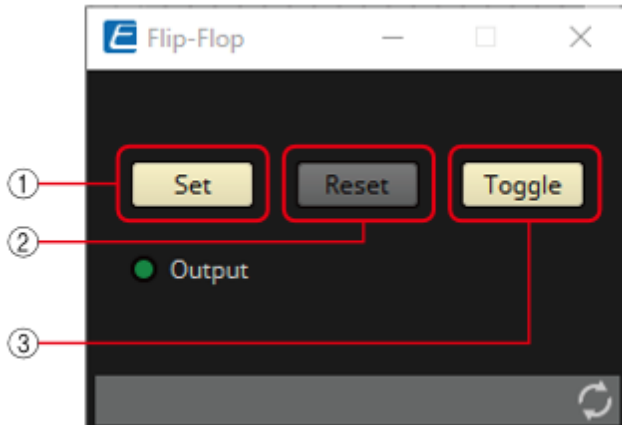 E Flip-Flop
① Set Reset Toggle
②
Output
③